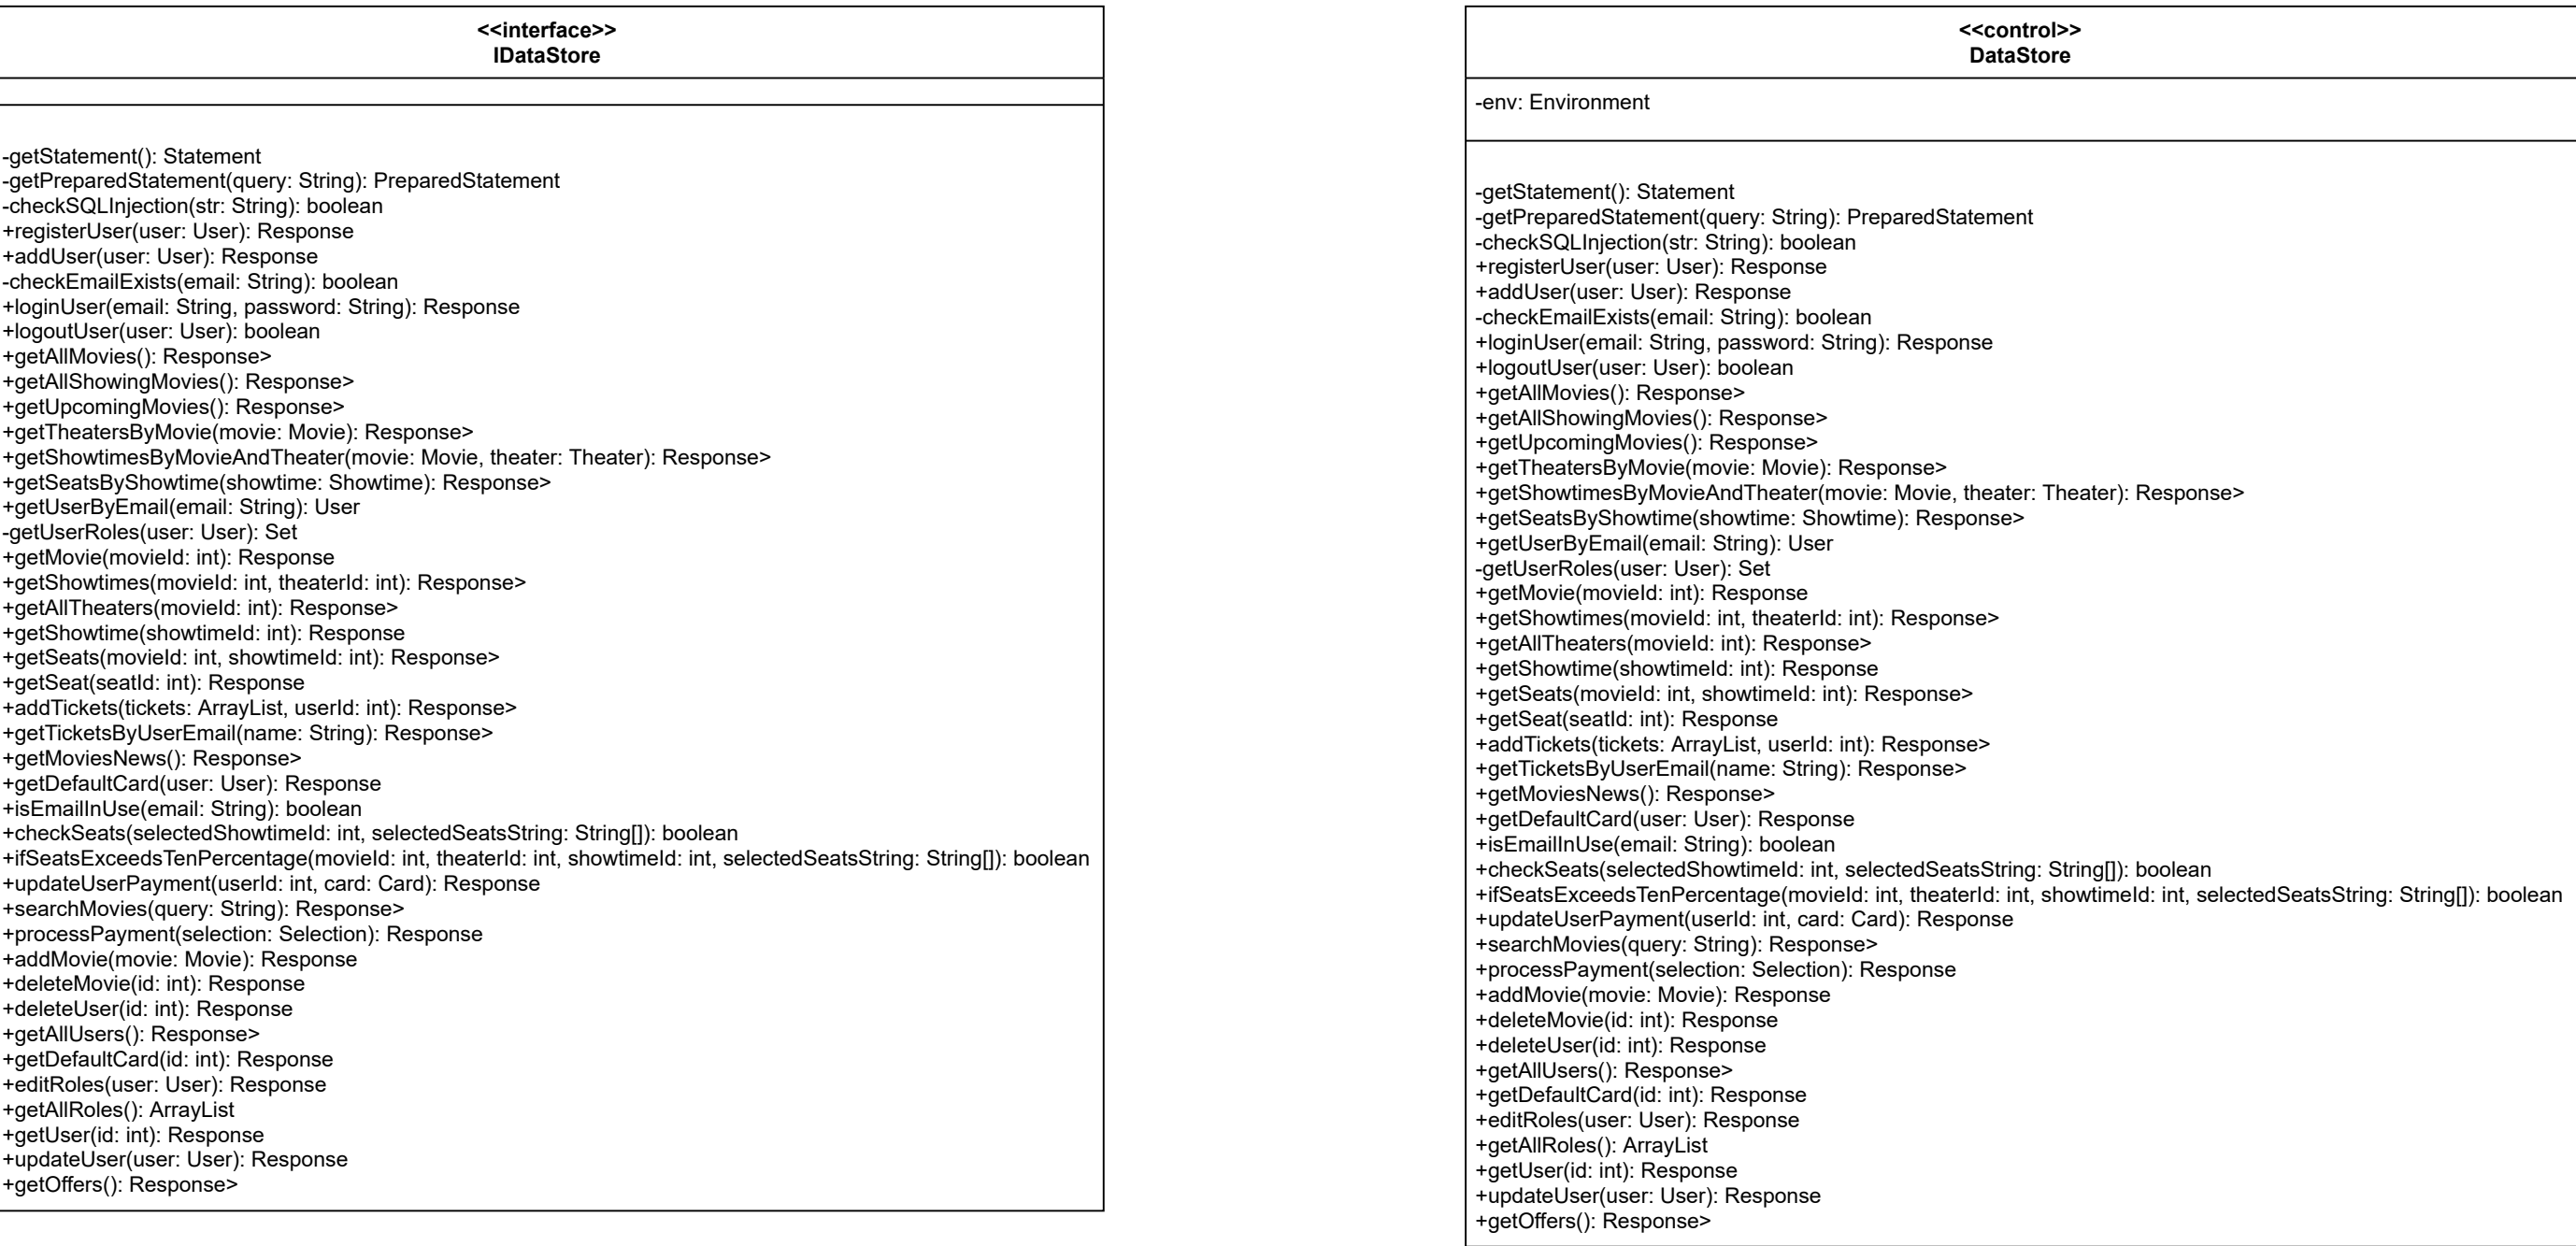 <<interface>>
IDataStore
-getStatement(): Statement
-getPreparedStatement(query: String): PreparedStatement
-checkSQLInjection(str: String): boolean
+registerUser(user: User): Response
+addUser(user: User): Response
-checkEmailExists(email: String): boolean
+loginUser(email: String, password: String): Response
+logoutUser(user: User): boolean
+getAllMovies(): Response>
+getAllShowingMovies(): Response>
+getUpcomingMovies(): Response>
+getTheatersByMovie(movie: Movie): Response>
+getShowtimesByMovieAndTheater(movie: Movie, theater: Theater): Response>
+getSeatsByShowtime(showtime: Showtime): Response>
+getUserByEmail(email: String): User
-getUserRoles(user: User): Set
+getMovie(movieId: int): Response
+getShowtimes(movieId: int, theaterId: int): Response>
+getAllTheaters(movieId: int): Response>
+getShowtime(showtimeId: int): Response
+getSeats(movieId: int, showtimeId: int): Response>
+getSeat(seatId: int): Response
+addTickets(tickets: ArrayList, userId: int): Response>
+getTicketsByUserEmail(name: String): Response>
+getMoviesNews(): Response>
+getDefaultCard(user: User): Response
+isEmailInUse(email: String): boolean
+checkSeats(selectedShowtimeId: int, selectedSeatsString: String[]): boolean
+ifSeatsExceedsTenPercentage(movieId: int, theaterId: int, showtimeId: int, selectedSeatsString: String[]): boolean
+updateUserPayment(userId: int, card: Card): Response
+searchMovies(query: String): Response>
+processPayment(selection: Selection): Response
+addMovie(movie: Movie): Response
+deleteMovie(id: int): Response
+deleteUser(id: int): Response
+getAllUsers(): Response>
+getDefaultCard(id: int): Response
+editRoles(user: User): Response
+getAllRoles(): ArrayList
+getUser(id: int): Response
+updateUser(user: User): Response
+getOffers(): Response>
<<control>>
DataStore
-env: Environment
-getStatement(): Statement
-getPreparedStatement(query: String): PreparedStatement
-checkSQLInjection(str: String): boolean
+registerUser(user: User): Response
+addUser(user: User): Response
-checkEmailExists(email: String): boolean
+loginUser(email: String, password: String): Response
+logoutUser(user: User): boolean
+getAllMovies(): Response>
+getAllShowingMovies(): Response>
+getUpcomingMovies(): Response>
+getTheatersByMovie(movie: Movie): Response>
+getShowtimesByMovieAndTheater(movie: Movie, theater: Theater): Response>
+getSeatsByShowtime(showtime: Showtime): Response>
+getUserByEmail(email: String): User
-getUserRoles(user: User): Set
+getMovie(movieId: int): Response
+getShowtimes(movieId: int, theaterId: int): Response>
+getAllTheaters(movieId: int): Response>
+getShowtime(showtimeId: int): Response
+getSeats(movieId: int, showtimeId: int): Response>
+getSeat(seatId: int): Response
+addTickets(tickets: ArrayList, userId: int): Response>
+getTicketsByUserEmail(name: String): Response>
+getMoviesNews(): Response>
+getDefaultCard(user: User): Response
+isEmailInUse(email: String): boolean
+checkSeats(selectedShowtimeId: int, selectedSeatsString: String[]): boolean
+ifSeatsExceedsTenPercentage(movieId: int, theaterId: int, showtimeId: int, selectedSeatsString: String[]): boolean
+updateUserPayment(userId: int, card: Card): Response
+searchMovies(query: String): Response>
+processPayment(selection: Selection): Response
+addMovie(movie: Movie): Response
+deleteMovie(id: int): Response
+deleteUser(id: int): Response
+getAllUsers(): Response>
+getDefaultCard(id: int): Response
+editRoles(user: User): Response
+getAllRoles(): ArrayList
+getUser(id: int): Response
+updateUser(user: User): Response
+getOffers(): Response>